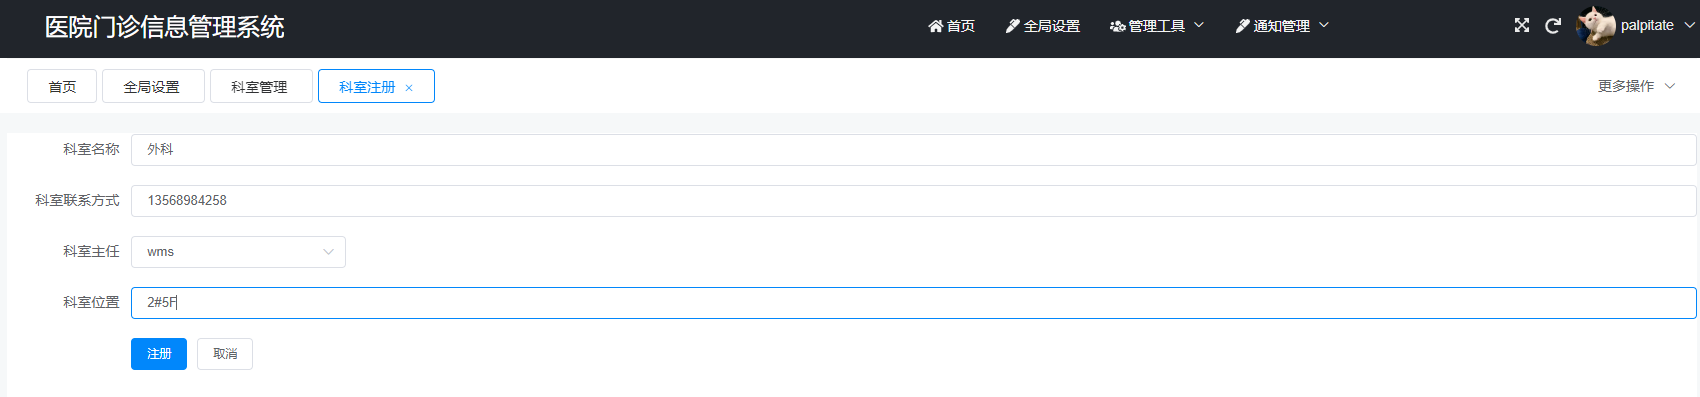 医院门诊信息管理系统 首页 全局设置 管理工具 通知管理 palpitate
首页 全局设置 科室管理 科室注册 × 更多操作
科室名称 外科
科室联系方式 13568984258
科室主任 wms
科室位置 2#5F
注册 取消